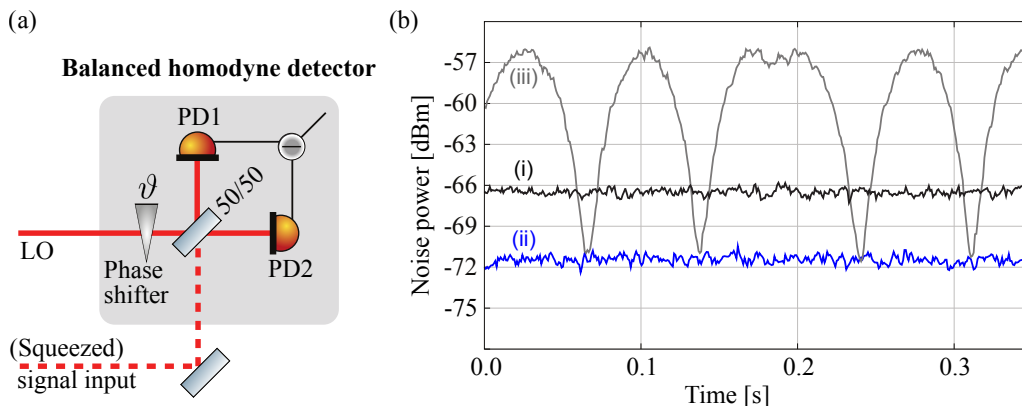 (a)
Balanced homodyne detector
PD1
ϑ
50/50
LO
PD2
Phase
shifter
(Squeezed)
signal input
(b)
Noise power [dBm]
-57
-60
-63
-66
-69
-72
-75
(iii)
(i)
(ii)
0.0 0.1 0.2 0.3
Time [s]